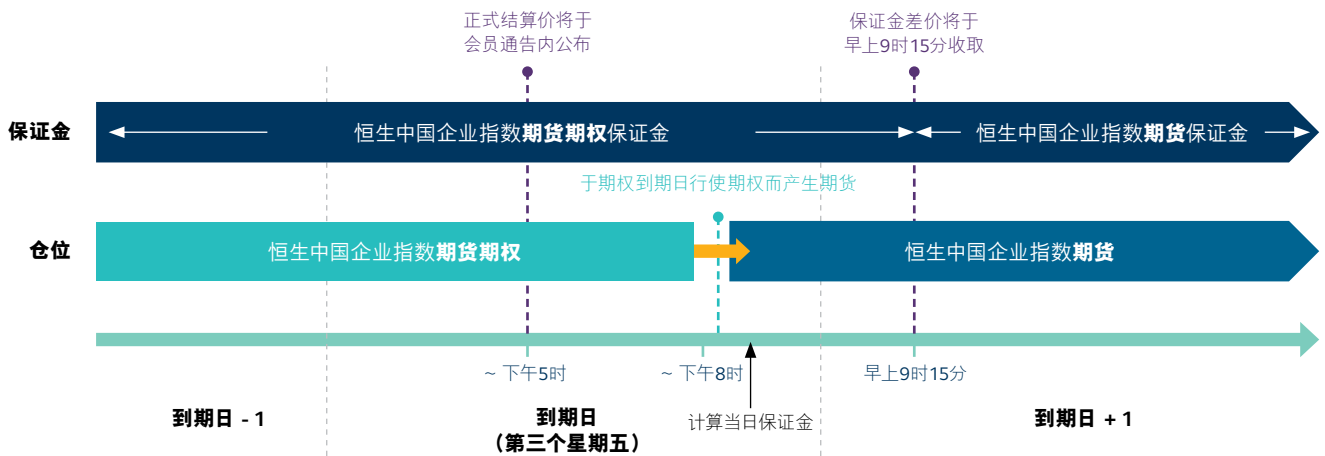 正式结算价将于
会员通告内公布
保证金差价将于
早上9时15分收取
保证金
恒生中国企业指数期货期权保证金
恒生中国企业指数期货保证金
于期权到期日行使期权而产生期货
仓位
恒生中国企业指数期货期权
恒生中国企业指数期货
~ 下午5时
~ 下午8时
早上9时15分
到期日 - 1
到期日
（第三个星期五）
计算当日保证金
到期日 + 1